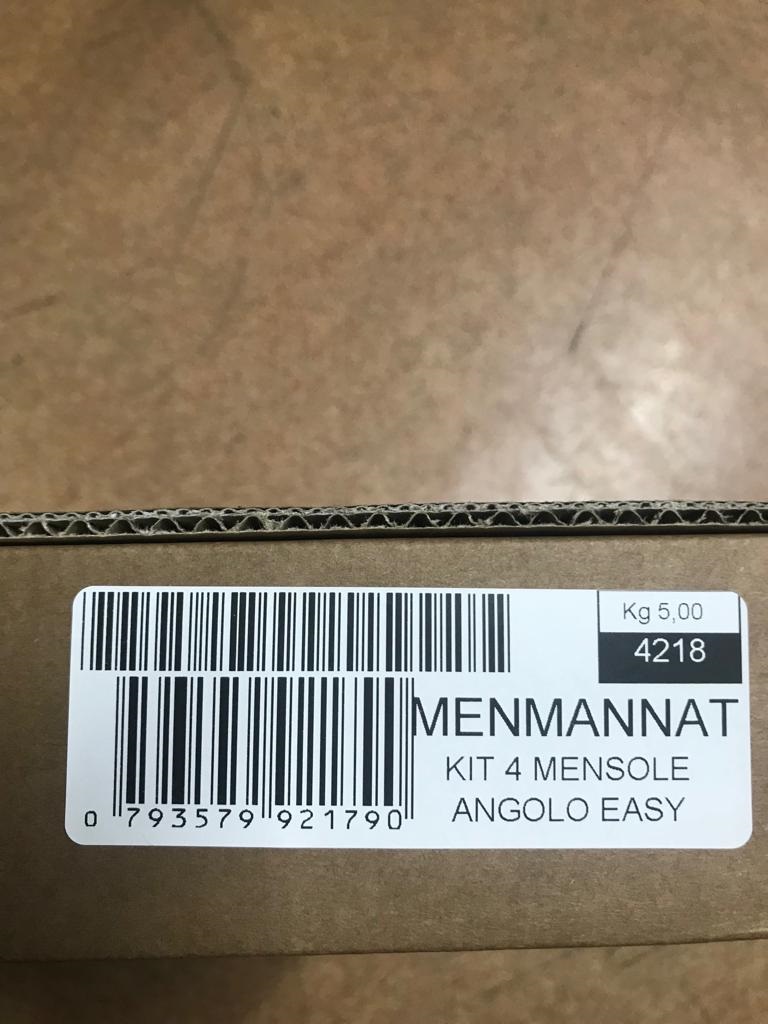 Kg 5,00
4218
MENMANNAT
KIT 4 MENSOLE
ANGOLO EASY
0 793579 921790